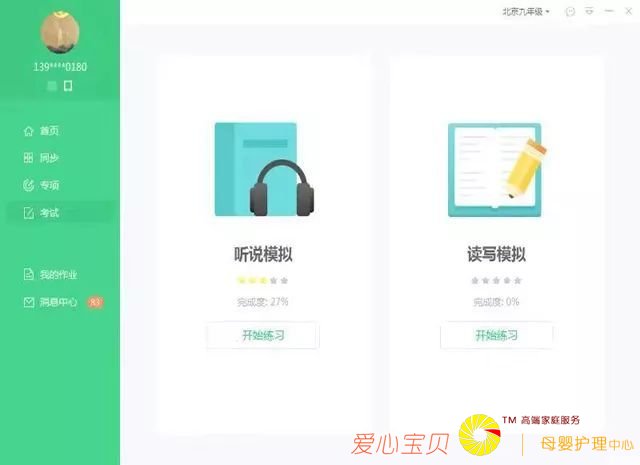 北京九年级
139****0180
首页
同步
专项
考试
我的作业
消息中心 83
听说模拟
完成度: 27%
开始练习
读写模拟
完成度: 0%
开始练习
爱心宝贝
TM 高端家庭服务
母婴护理中心